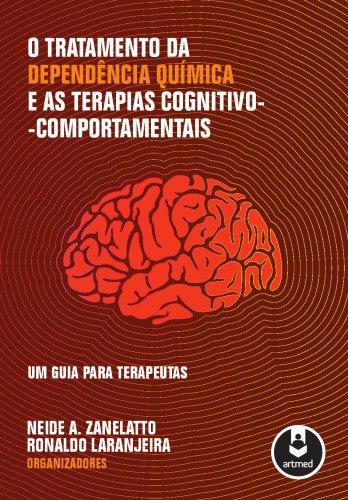 O TRATAMENTO DA
DEPENDÊNCIA QUÍMICA
E AS TERAPIAS COGNITIVO-
-COMPORTAMENTAIS
UM GUIA PARA TERAPEUTAS
NEIDE A. ZANELATTO
RONALDO LARANJEIRA
ORGANIZADORES
artmed